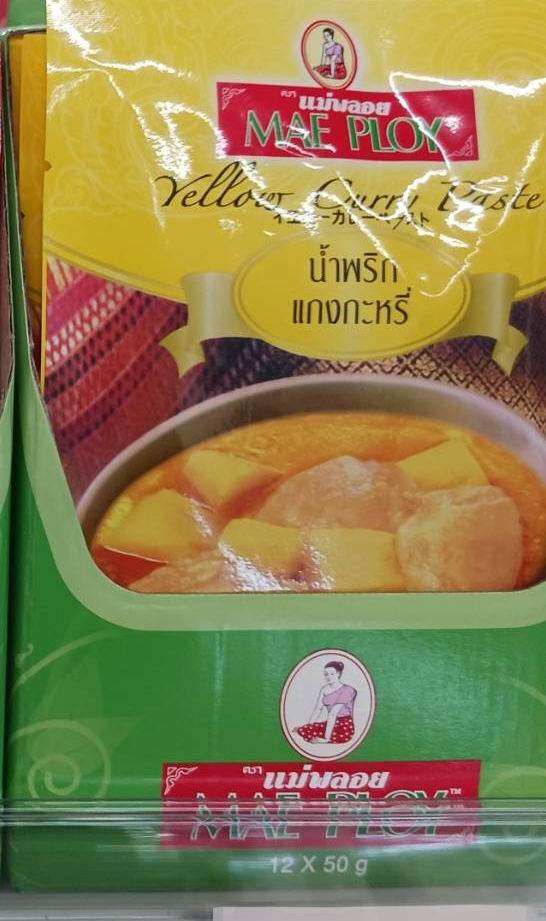 ตรา แม่พลอย
MAE PLOY
Yellow Curry Paste
イエローカレーペースト
น้ำพริก
แกงกะหรี่
ตรา แม่พลอย
MAE PLOY™
12 X 50 g